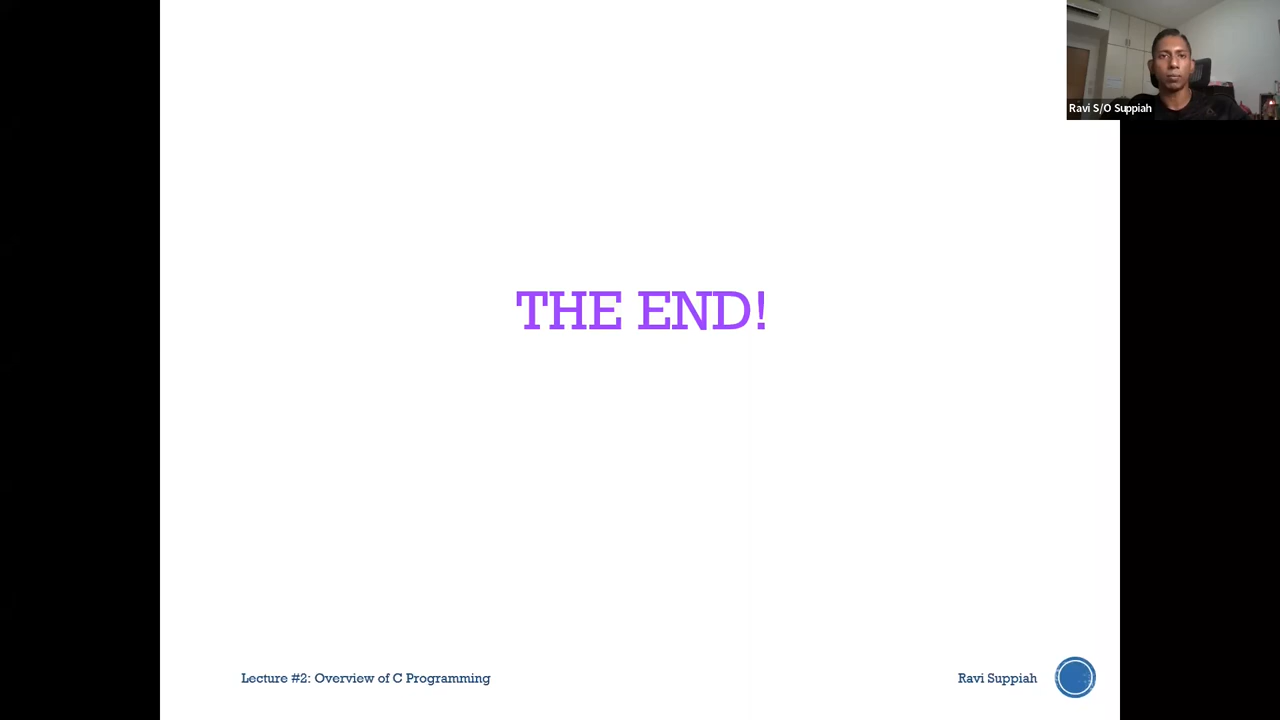 Ravi S/O Suppiah
THE END!
Lecture #2: Overview of C Programming
Ravi Suppiah